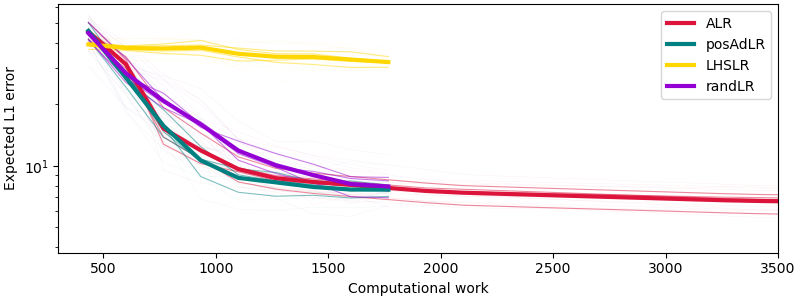 Expected L1 error
10¹
ALR
posAdLR
LHSLR
randLR
500 1000 1500 2000 2500 3000 3500
Computational work